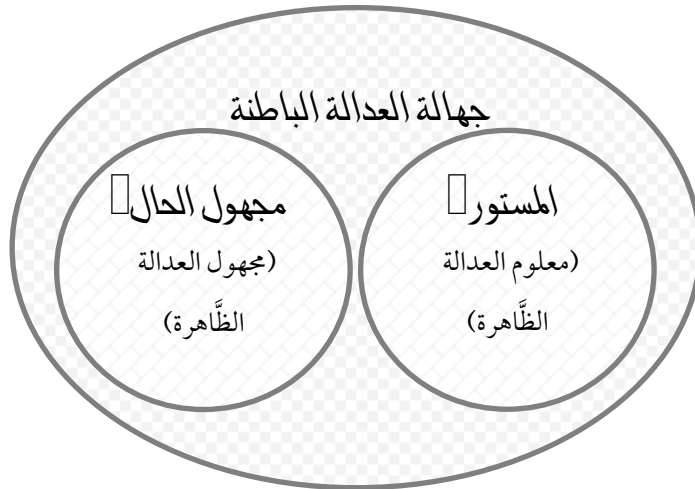 جهالة العدالة الباطنة
المستور
(معلوم العدالة
الظَّاهرة)
مجهول الحال
(مجهول العدالة
الظَّاهرة)